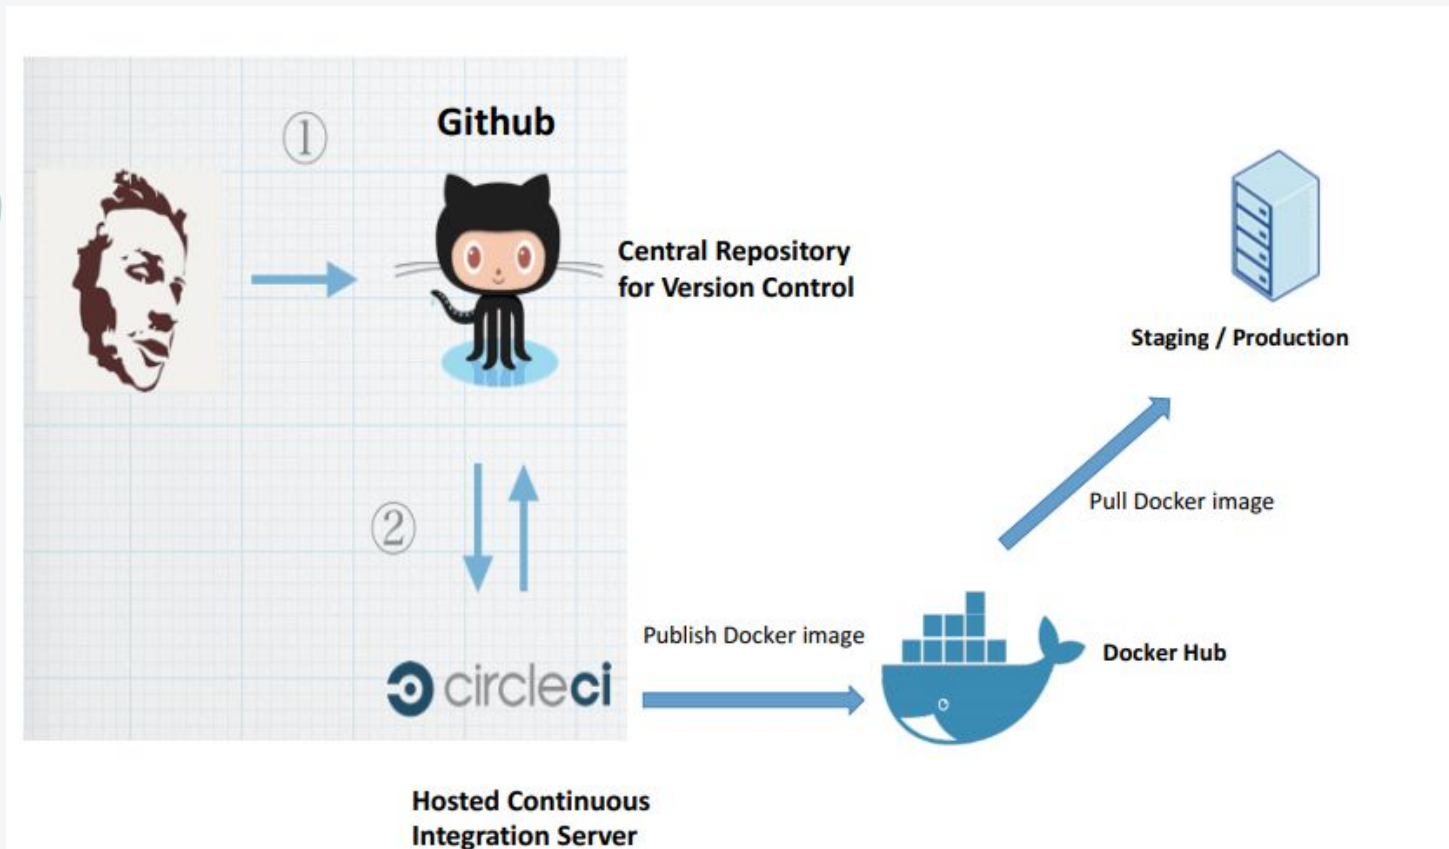 ①
Github
Central Repository
for Version Control
Staging / Production
②
Pull Docker image
Publish Docker image
Docker Hub
circleci
Hosted Continuous
Integration Server